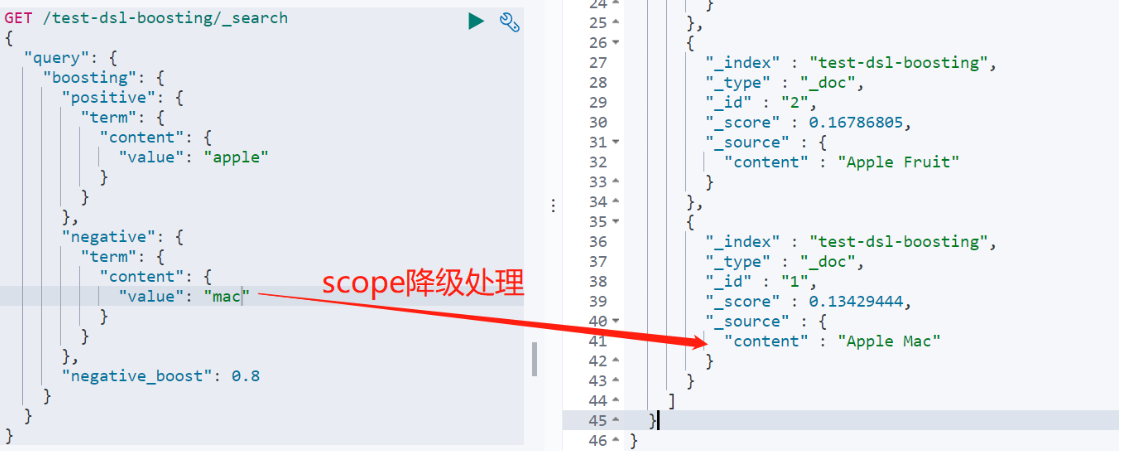 GET /test-dsl-boosting/_search
{
  "query": {
    "boosting": {
      "positive": {
        "term": {
          "content": {
            "value": "apple"
          }
        }
      },
      "negative": {
        "term": {
          "content": {
            "value": "mac"
          }
        }
      },
      "negative_boost": 0.8
    }
  }
}
scope降级处理
24 }
25 },
26 {
27 "_index" : "test-dsl-boosting",
28 "_type" : "_doc",
29 "_id" : "2",
30 "_score" : 0.16786805,
31 "_source" : {
32 "content" : "Apple Fruit"
33 }
34 },
35 {
36 "_index" : "test-dsl-boosting",
37 "_type" : "_doc",
38 "_id" : "1",
39 "_score" : 0.13429444,
40 "_source" : {
41 "content" : "Apple Mac"
42 }
43 }
44 ]
45 }
46 }